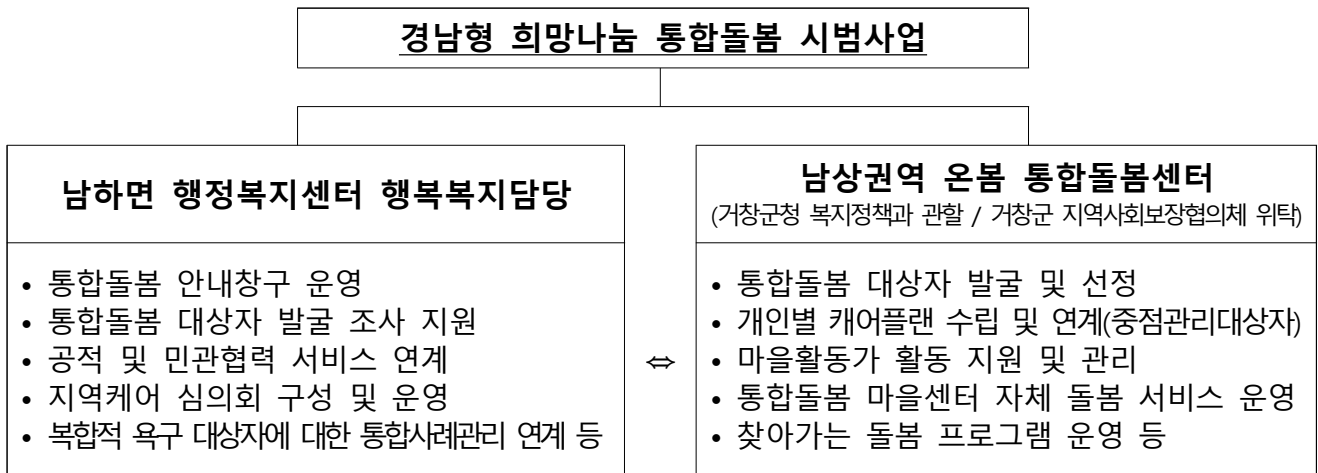 경남형 희망나눔 통합돌봄 시범사업
남하면 행정복지센터 행복복지담당
• 통합돌봄 안내창구 운영
• 통합돌봄 대상자 발굴 조사 지원
• 공적 및 민관협력 서비스 연계
• 지역케어 심의회 구성 및 운영
• 복합적 욕구 대상자에 대한 통합사례관리 연계 등
⇔
남상권역 온봄 통합돌봄센터
(거창군청 복지정책과 관할 / 거창군 지역사회보장협의체 위탁)
• 통합돌봄 대상자 발굴 및 선정
• 개인별 캐어플랜 수립 및 연계(중점관리대상자)
• 마을활동가 활동 지원 및 관리
• 통합돌봄 마을센터 자체 돌봄 서비스 운영
• 찾아가는 돌봄 프로그램 운영 등